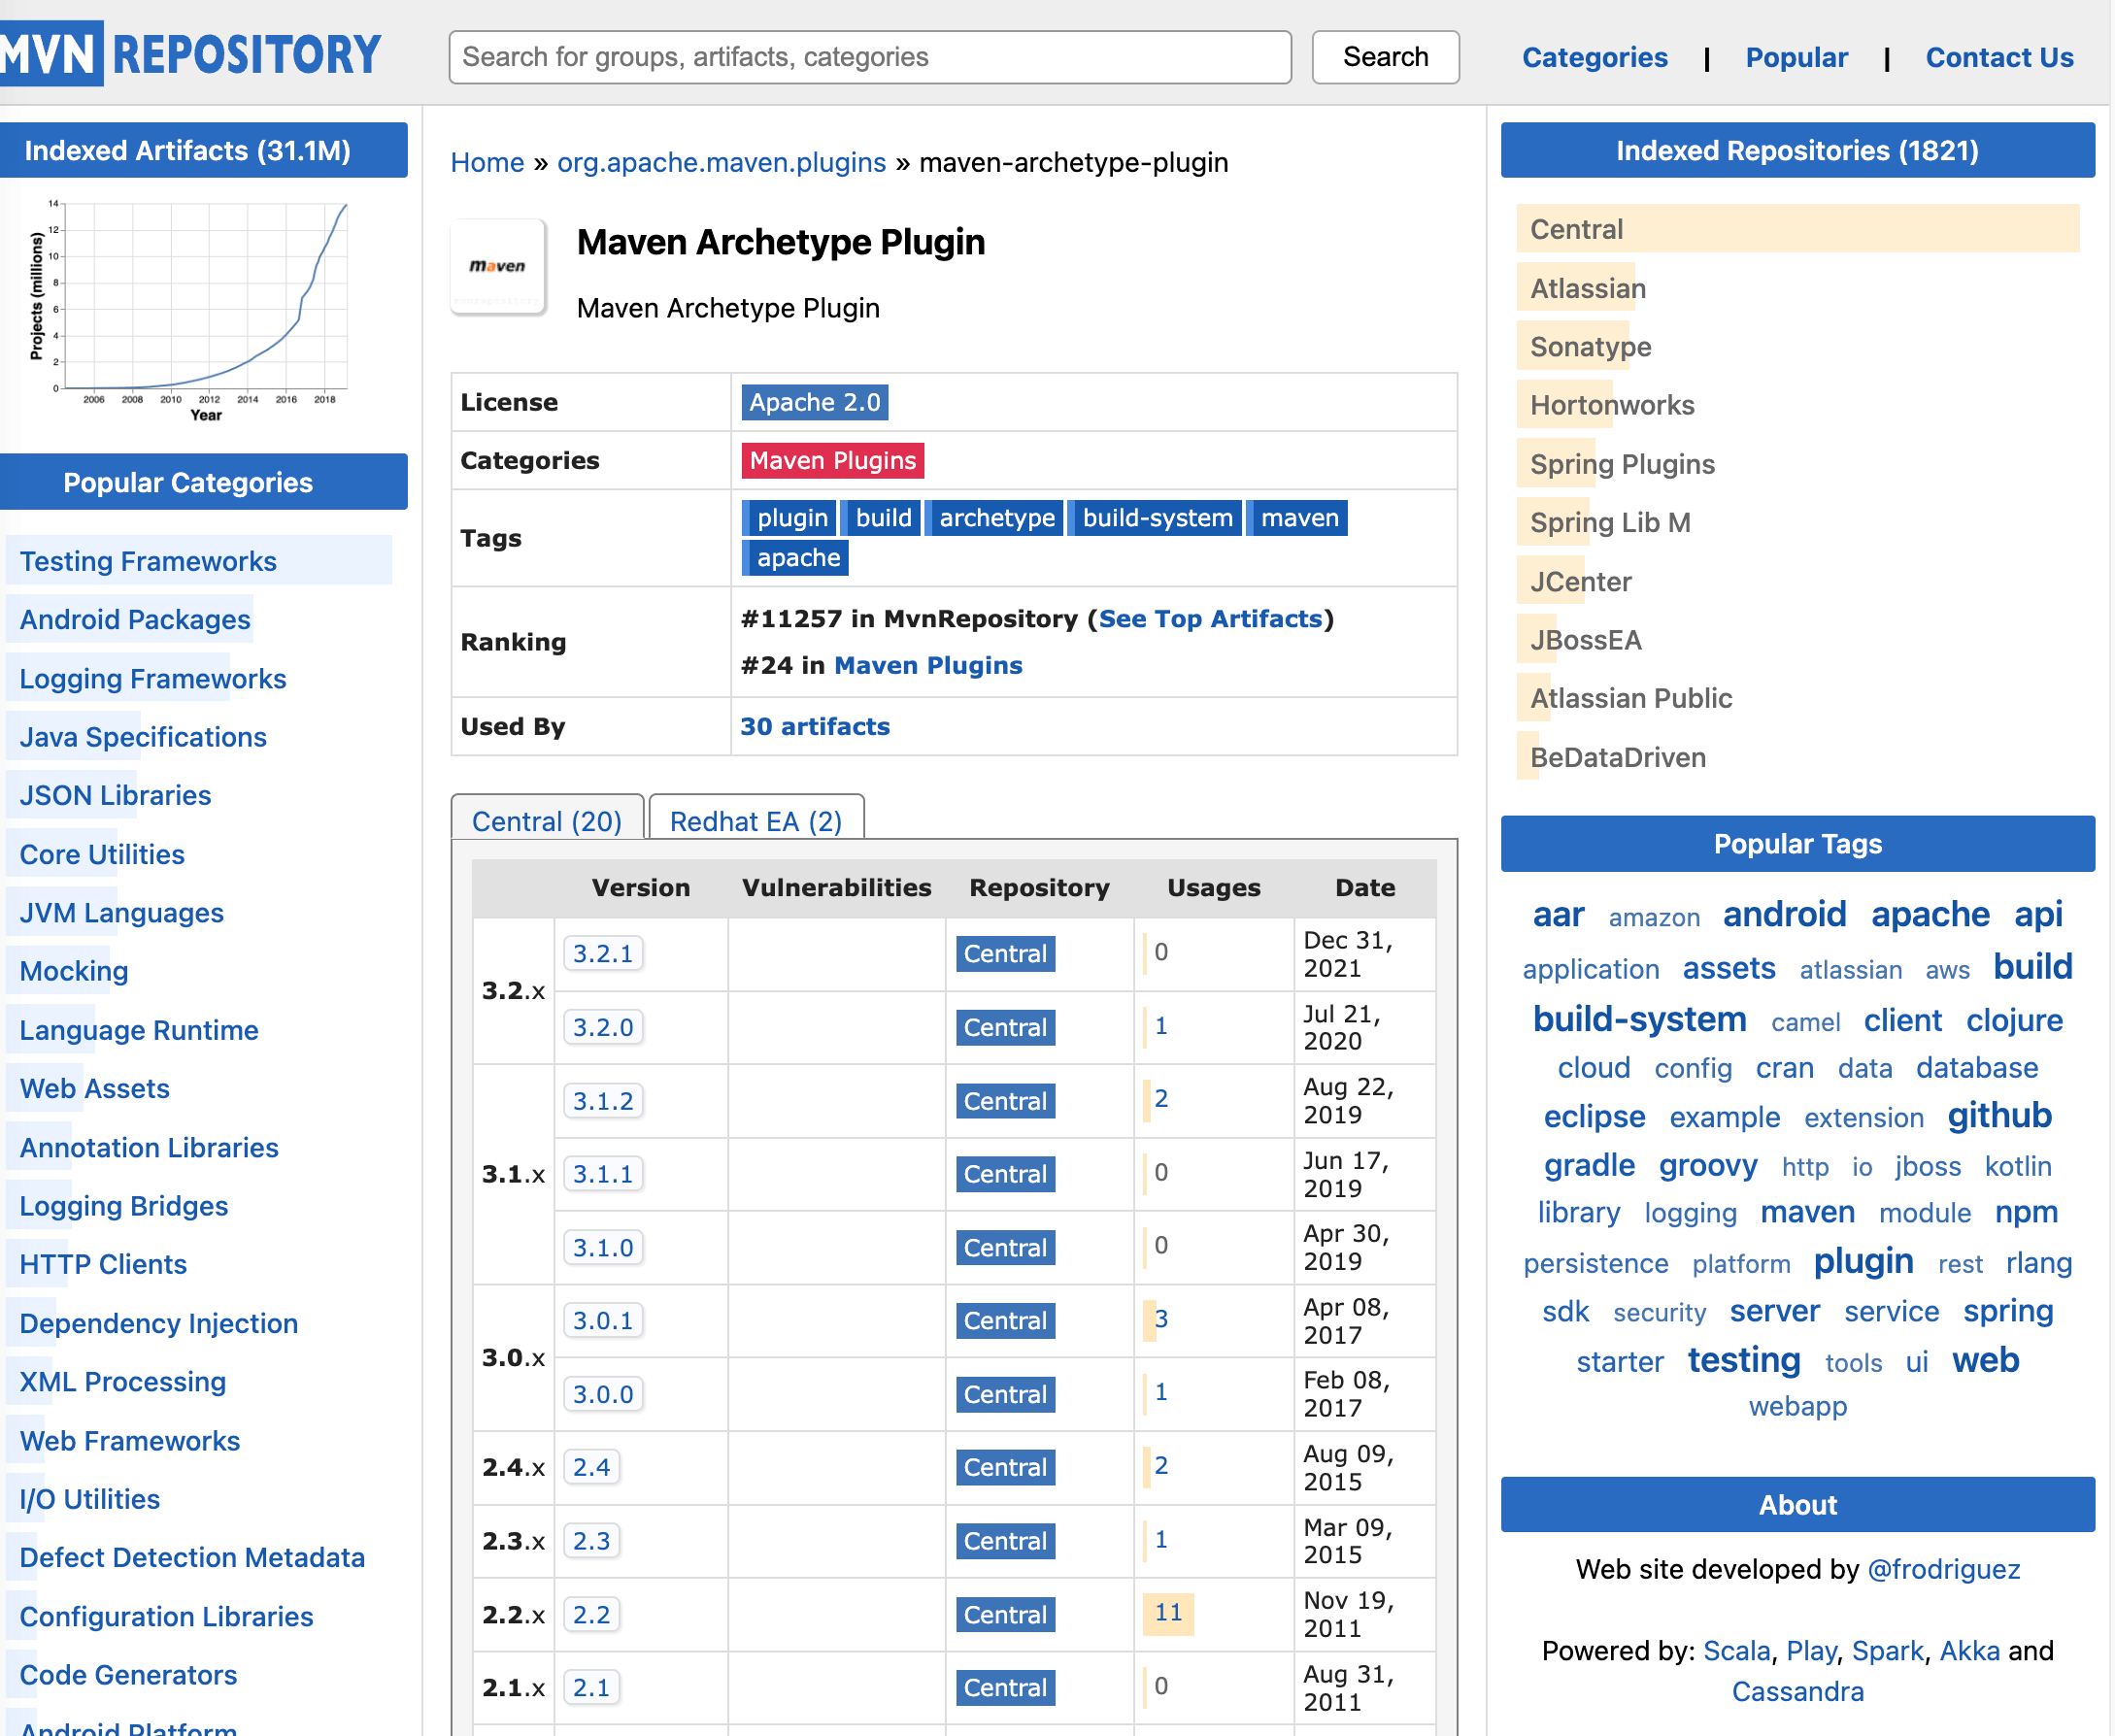 MVN REPOSITORY
Search for groups, artifacts, categories
Search
Categories | Popular | Contact Us
Indexed Artifacts (31.1M)
Projects (millions)
14
12
10
8
6
4
2
0
2006 2008 2010 2012 2014 2016 2018
Year
Popular Categories
Testing Frameworks
Android Packages
Logging Frameworks
Java Specifications
JSON Libraries
Core Utilities
JVM Languages
Mocking
Language Runtime
Web Assets
Annotation Libraries
Logging Bridges
HTTP Clients
Dependency Injection
XML Processing
Web Frameworks
I/O Utilities
Defect Detection Metadata
Configuration Libraries
Code Generators
Android Platform
Home » org.apache.maven.plugins » maven-archetype-plugin
maven
Maven Archetype Plugin
Maven Archetype Plugin
License Apache 2.0
Categories Maven Plugins
Tags plugin build archetype build-system maven
apache
Ranking #11257 in MvnRepository (See Top Artifacts)
#24 in Maven Plugins
Used By 30 artifacts
Central (20) Redhat EA (2)
Version Vulnerabilities Repository Usages Date
3.2.x
3.2.1 Central 0 Dec 31, 2021
3.2.0 Central 1 Jul 21, 2020
3.1.x
3.1.2 Central 2 Aug 22, 2019
3.1.1 Central 0 Jun 17, 2019
3.1.0 Central 0 Apr 30, 2019
3.0.x
3.0.1 Central 3 Apr 08, 2017
3.0.0 Central 1 Feb 08, 2017
2.4.x 2.4 Central 2 Aug 09, 2015
2.3.x 2.3 Central 1 Mar 09, 2015
2.2.x 2.2 Central 11 Nov 19, 2011
2.1.x 2.1 Central 0 Aug 31, 2011
Indexed Repositories (1821)
Central
Atlassian
Sonatype
Hortonworks
Spring Plugins
Spring Lib M
JCenter
JBossEA
Atlassian Public
BeDataDriven
Popular Tags
aar amazon android apache api
application assets atlassian aws build
build-system camel client clojure
cloud config cran data database
eclipse example extension github
gradle groovy http io jboss kotlin
library logging maven module npm
persistence platform plugin rest rlang
sdk security server service spring
starter testing tools ui web
webapp
About
Web site developed by @frodriguez
Powered by: Scala, Play, Spark, Akka and
Cassandra